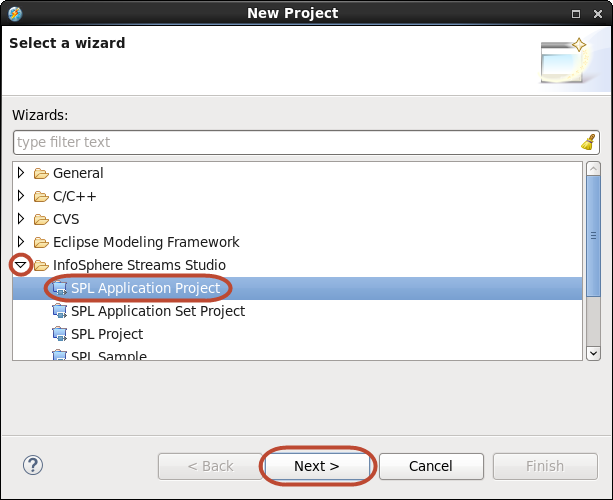 New Project
Select a wizard
Wizards:
type filter text
General
C/C++
CVS
Eclipse Modeling Framework
InfoSphere Streams Studio
SPL Application Project
SPL Application Set Project
SPL Project
SPL Sample
?
< Back
Next >
Cancel
Finish